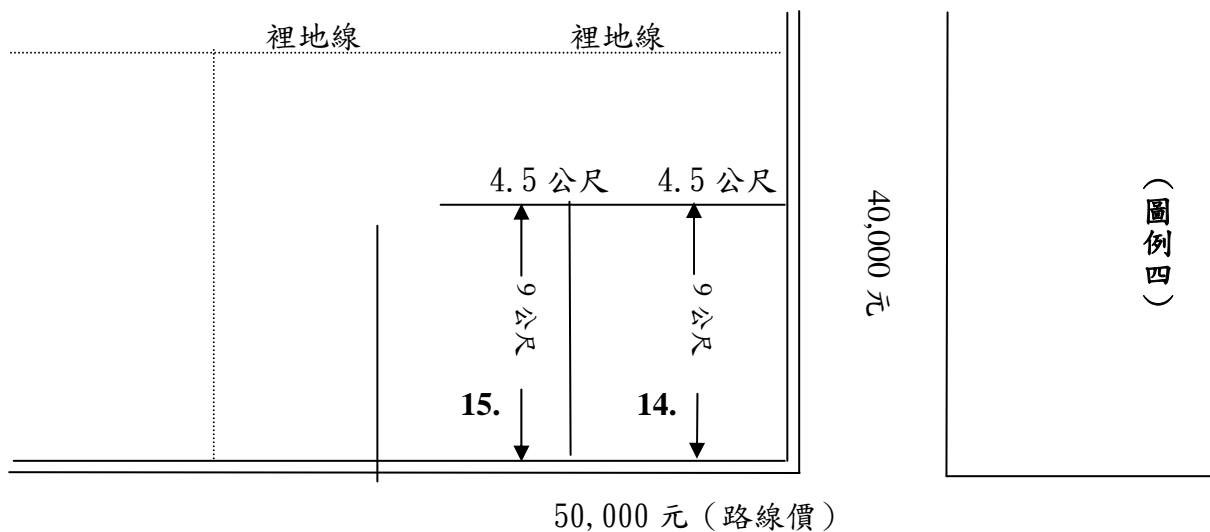 裡地線 裡地線
4.5 公尺 4.5 公尺
9 公尺 9 公尺
15. 14.
40,000 元
(圖例四)
50,000 元（路線價）